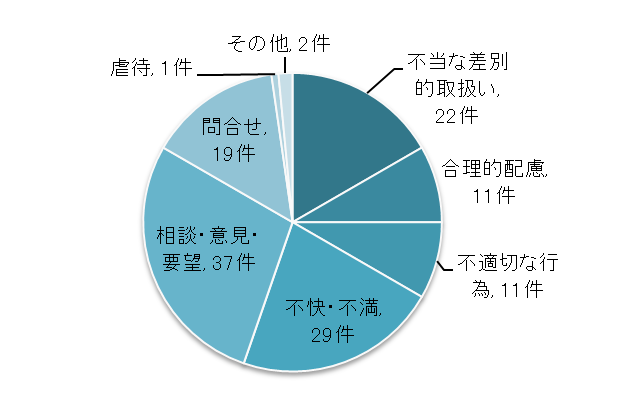 不当な差別
的取扱い,
22件
合理的配慮,
11件
不適切な行
為, 11件
不快・不満,
29件
相談・意見・
要望, 37件
問合せ,
19件
虐待, 1件
その他, 2件